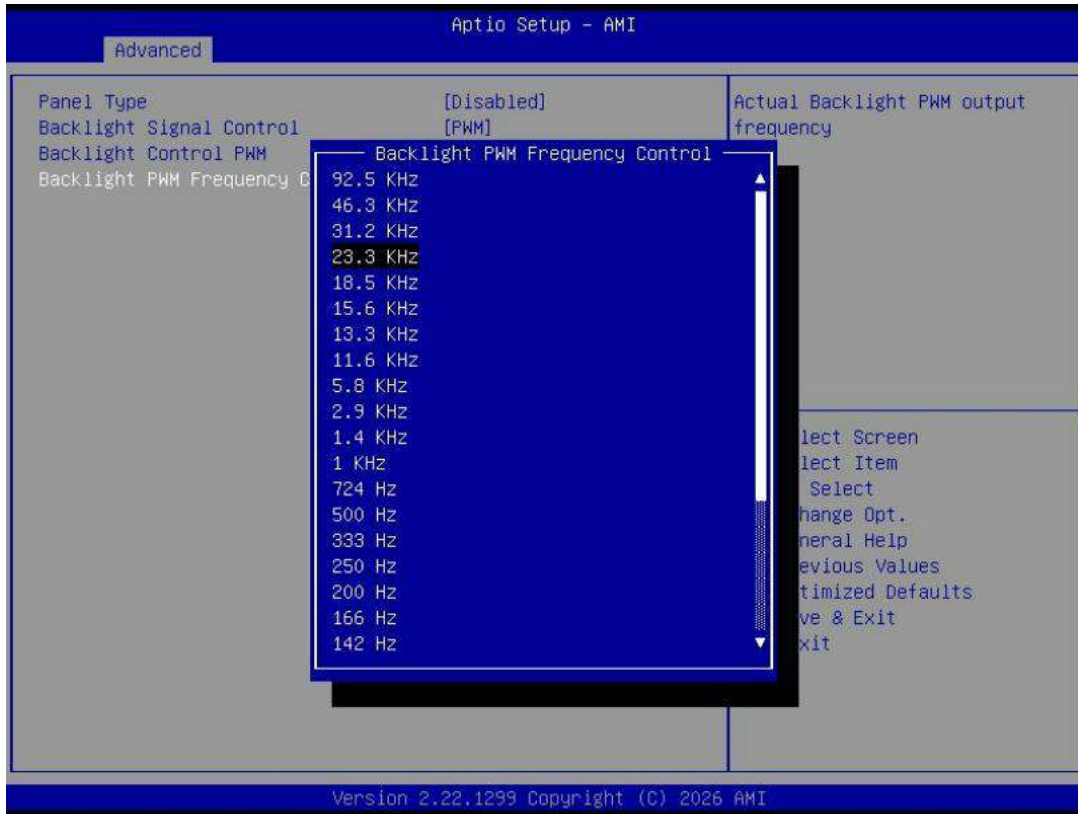 Aptio Setup – AMI
Advanced
Panel Type [Disabled]
Backlight Signal Control [PWM]
Backlight Control PWM
Backlight PWM Frequency C
Actual Backlight PWM output
frequency
Backlight PWM Frequency Control
92.5 KHz
46.3 KHz
31.2 KHz
23.3 KHz
18.5 KHz
15.6 KHz
13.3 KHz
11.6 KHz
5.8 KHz
2.9 KHz
1.4 KHz
1 KHz
724 Hz
500 Hz
333 Hz
250 Hz
200 Hz
166 Hz
142 Hz
lect Screen
lect Item
Select
hange Opt.
neral Help
evious Values
timized Defaults
ve & Exit
xit
Version 2.22.1299 Copyright (C) 2026 AMI